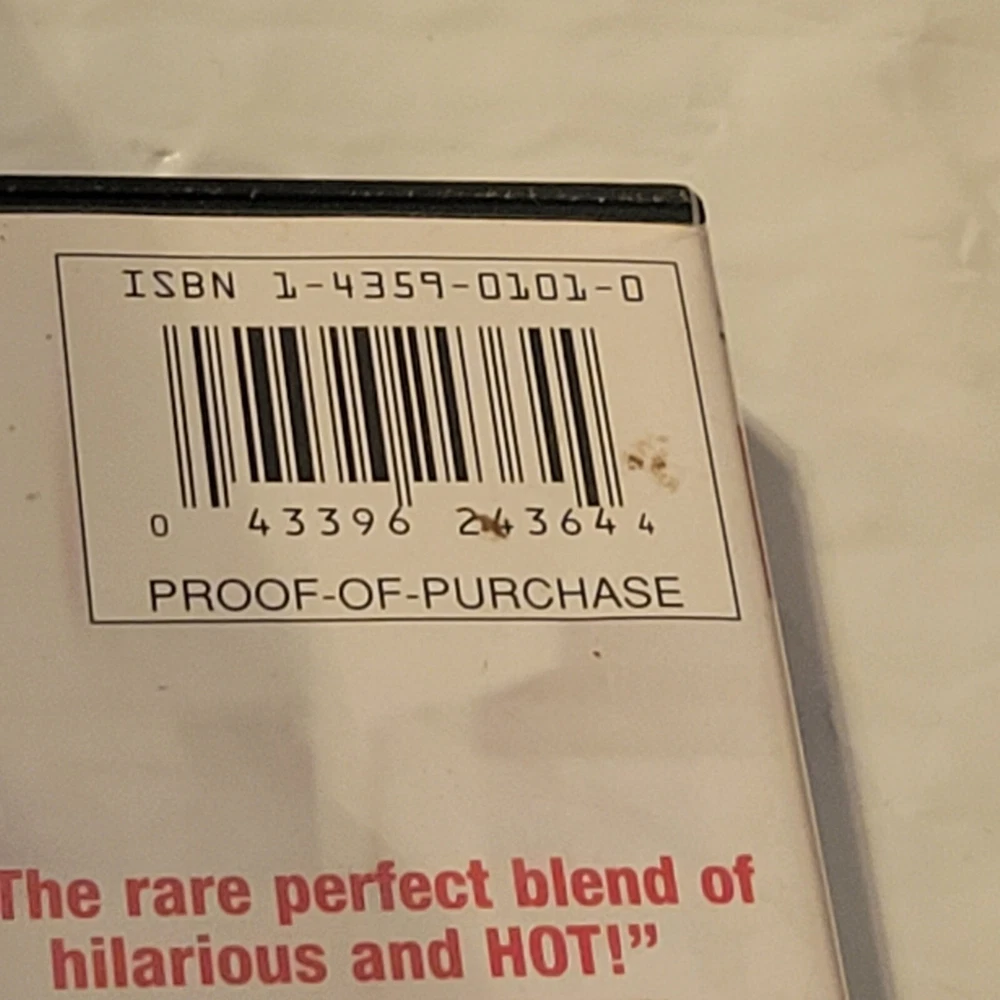 ISBN 1-4359-0101-0
0 43396 24364 4
PROOF-OF-PURCHASE
The rare perfect blend of
hilarious and HOT!”